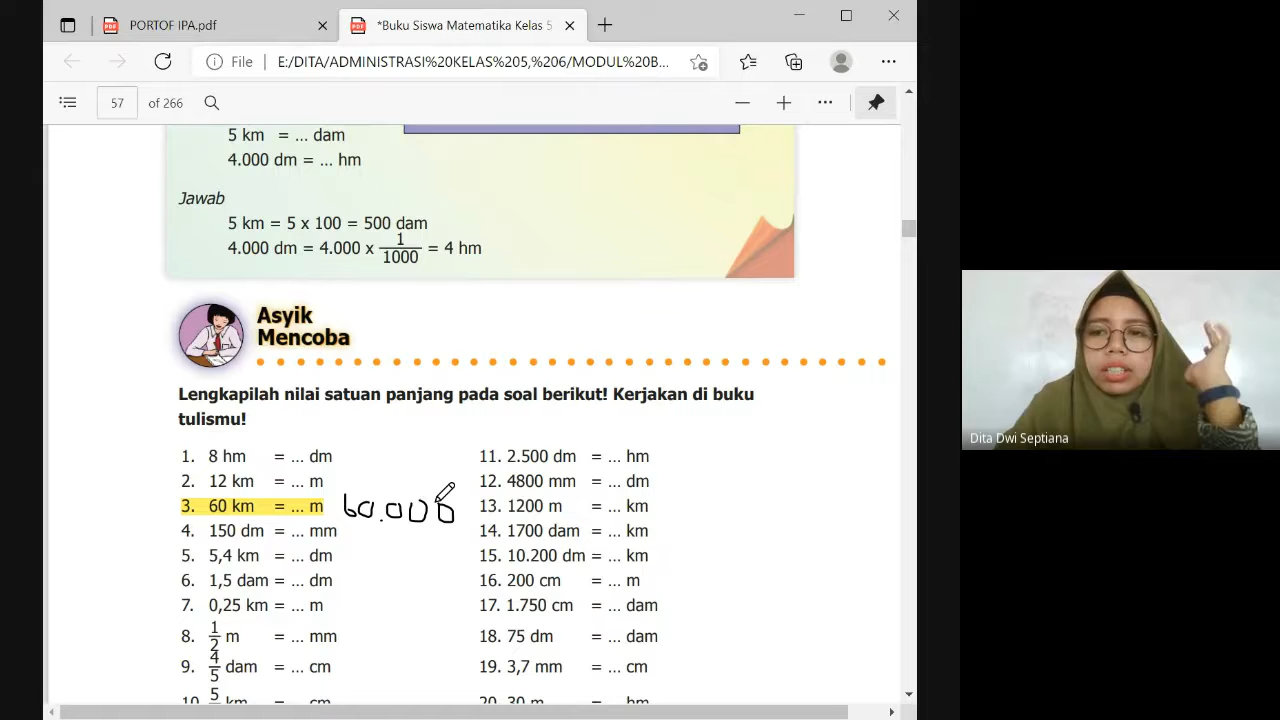 PORTOF IPA.pdf
*Buku Siswa Matematika Kelas 5
File
E:/DITA/ADMINISTRASI%20KELAS%205,%206/MODUL%20B...
57
of 266
5 km = ... dam
4.000 dm = ... hm
Jawab
5 km = 5 x 100 = 500 dam
4.000 dm = 4.000 x 1/1000 = 4 hm
Asyik
Mencoba
Lengkapilah nilai satuan panjang pada soal berikut! Kerjakan di buku
tulismu!
1. 8 hm = ... dm
2. 12 km = ... m
3. 60 km = ... m 60.000
4. 150 dm = ... mm
5. 5,4 km = ... dm
6. 1,5 dam = ... dm
7. 0,25 km = ... m
8. 1/2 m = ... mm
9. 4/5 dam = ... cm
11. 2.500 dm = ... hm
12. 4800 mm = ... dm
13. 1200 m = ... km
14. 1700 dam = ... km
15. 10.200 dm = ... km
16. 200 cm = ... m
17. 1.750 cm = ... dam
18. 75 dm = ... dam
19. 3,7 mm = ... cm
20. 30 m = ... hm
Dita Dwi Septiana